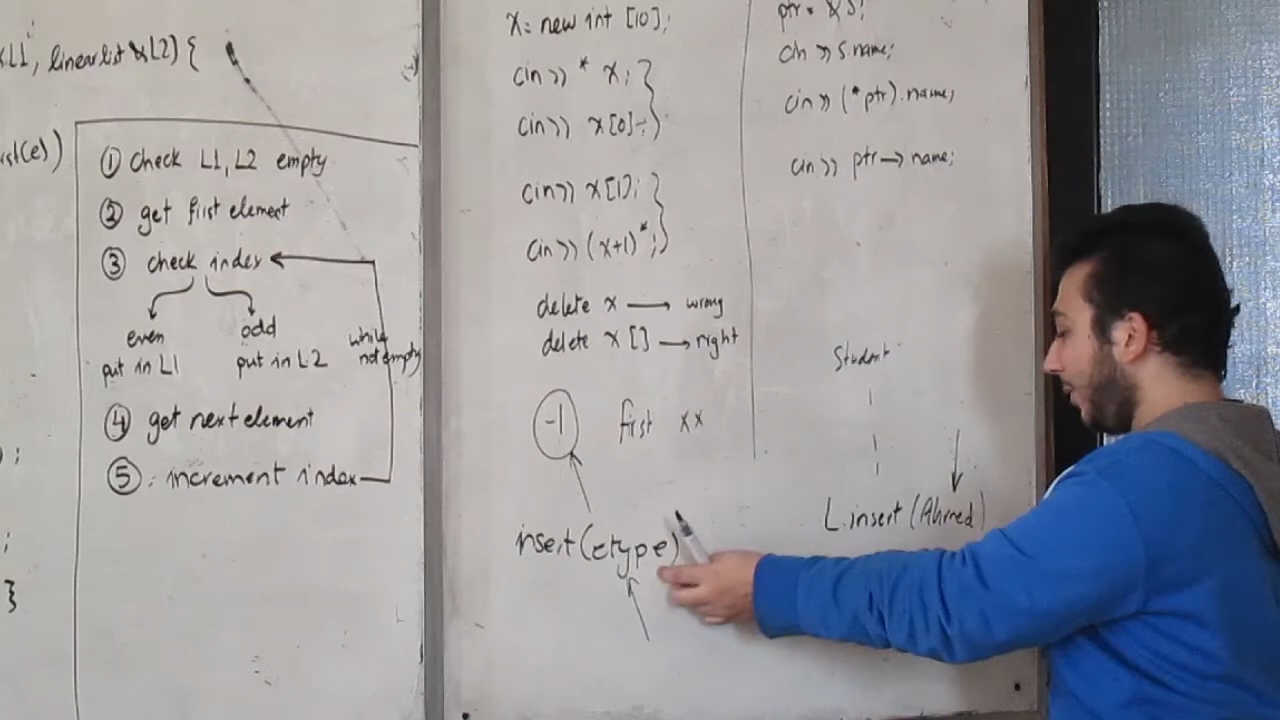 L1, linearlist &L2) {
① check L1, L2 empty
② get first element
③ check index
even
put in L1
odd
put in L2
while
not empty
④ get next element
⑤ : increment index
;
;
}
x = new int [10];
cin >> * x;
cin >> x[0];
cin >> x[1];
cin >> (x+1)*;
delete x → wrong
delete x [] → right
-1
first xx
insert(etype)
ptr = &S;
cin >> s.name;
cin >> (*ptr).name;
cin >> ptr→name;
Student
L.insert(Ahmed)